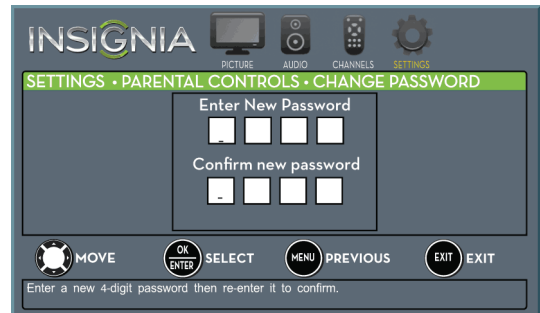 INSIGNIA
PICTURE AUDIO CHANNELS SETTINGS
SETTINGS • PARENTAL CONTROLS • CHANGE PASSWORD
Enter New Password
_
Confirm new password
_
MOVE OK ENTER SELECT MENU PREVIOUS EXIT EXIT
Enter a new 4-digit password then re-enter it to confirm.